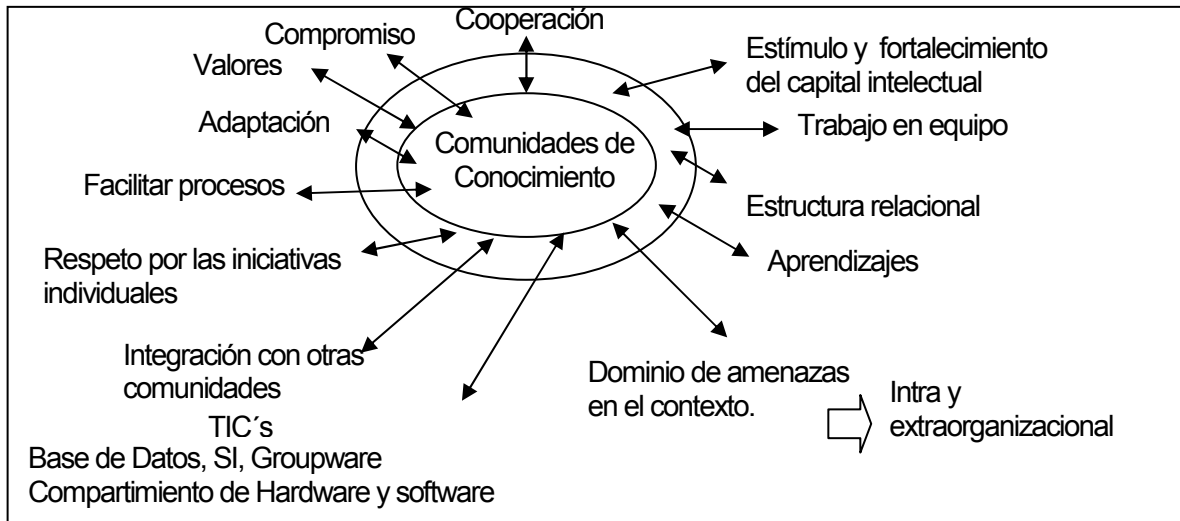 Cooperación
Compromiso
Valores
Adaptación
Facilitar procesos
Respeto por las iniciativas
individuales
Integración con otras
comunidades
TIC´s
Base de Datos, SI, Groupware
Compartimiento de Hardware y software
Comunidades de
Conocimiento
Estímulo y fortalecimiento
del capital intelectual
Trabajo en equipo
Estructura relacional
Aprendizajes
Dominio de amenazas
en el contexto.
Intra y
extraorganizacional